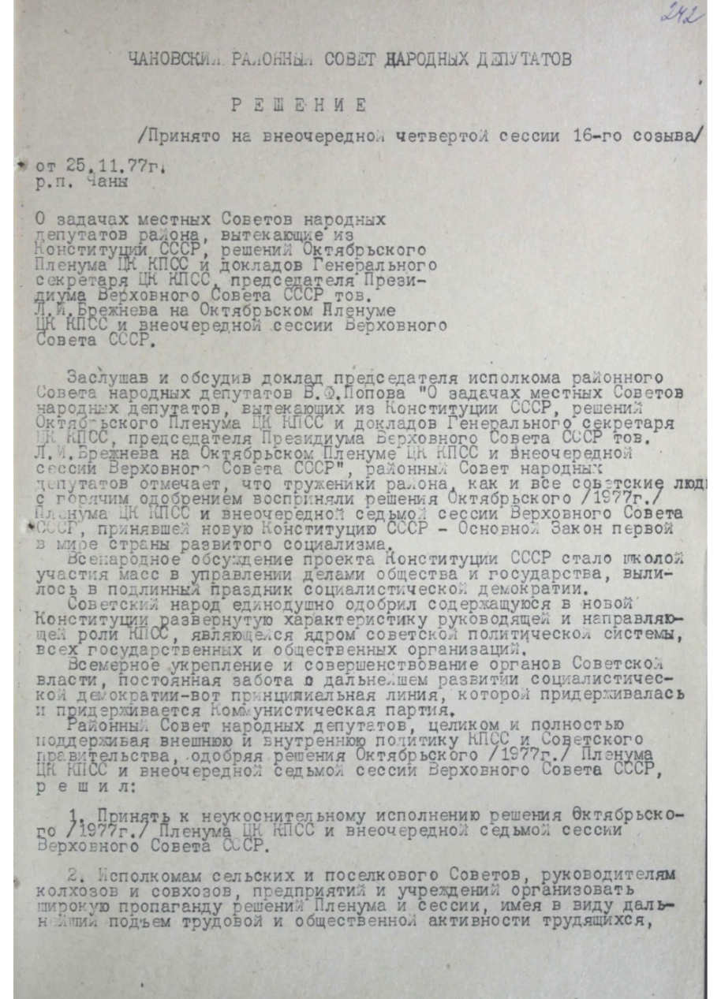 242
ЧАНОВСКИЙ РАЙОННЫЙ СОВЕТ НАРОДНЫХ ДЕПУТАТОВ
Р Е Ш Е Н И Е
/Принято на внеочередной четвертой сессии 16-го созыва/
от 25.11.77г.
р.п. Чаны
О задачах местных Советов народных
депутатов района, вытекающие из
Конституции СССР, решений Октябрьского
Пленума ЦК КПСС и докладов Генерального
секретаря ЦК КПСС, председателя Прези-
диума Верховного Совета СССР тов.
Л.И.Брежнева на Октябрьском Пленуме
ЦК КПСС и внеочередной сессии Верховного
Совета СССР.
Заслушав и обсудив доклад председателя исполкома районного
Совета народных депутатов В.Ф.Попова "О задачах местных Советов
народных депутатов, вытекающих из Конституции СССР, решений
Октябрьского Пленума ЦК КПСС и докладов Генерального секретаря
ЦК КПСС, председателя Президиума Верховного Совета СССР тов.
Л.И.Брежнева на Октябрьском Пленуме ЦК КПСС и внеочередной
сессии Верховного Совета СССР", районный Совет народных
депутатов отмечает, что труженики района, как и все советские люди
с горячим одобрением восприняли решения Октябрьского /1977г./
Пленума ЦК КПСС и внеочередной седьмой сессии Верховного Совета
СССР, принявшей новую Конституцию СССР - Основной Закон первой
в мире страны развитого социализма.
Всенародное обсуждение проекта Конституции СССР стало школой
участия масс в управлении делами общества и государства, выли-
лось в подлинный праздник социалистической демократии.
Советский народ единодушно одобрил содержащуюся в новой
Конституции развернутую характеристику руководящей и направляю-
щей роли КПСС, являющейся ядром советской политической системы,
всех государственных и общественных организаций.
Всемерное укрепление и совершенствование органов Советской
власти, постоянная забота о дальнейшем развитии социалистичес-
кой демократии-вот принципиальная линия, которой придерживалась
и придерживается Коммунистическая партия.
Районный Совет народных депутатов, целиком и полностью
поддерживая внешнюю и внутреннюю политику КПСС и Советского
правительства, одобряя решения Октябрьского /1977г./ Пленума
ЦК КПСС и внеочередной седьмой сессии Верховного Совета СССР,
р е ш и л:
1. Принять к неукоснительному исполнению решения Октябрьско-
го /1977г./ Пленума ЦК КПСС и внеочередной седьмой сессии
Верховного Совета СССР.
2. Исполкомам сельских и поселкового Советов, руководителям
колхозов и совхозов, предприятий и учреждений организовать
широкую пропаганду решений Пленума и сессии, имея в виду даль-
нейший подъем трудовой и общественной активности трудящихся,